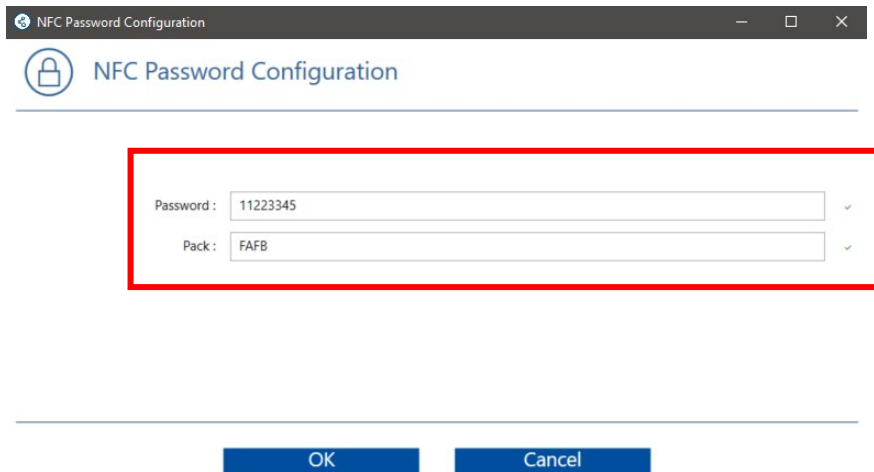 NFC Password Configuration
NFC Password Configuration
Password : 11223345
Pack : FAFB
OK Cancel